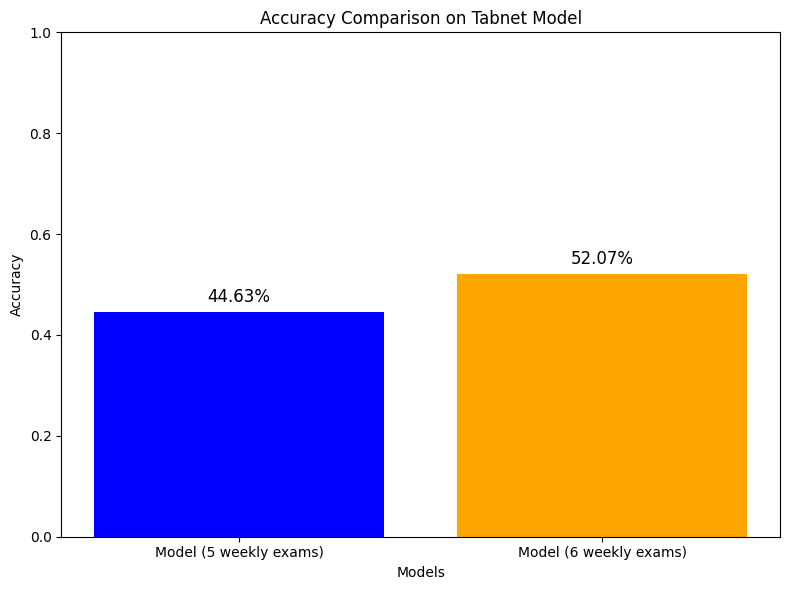 Accuracy Comparison on Tabnet Model
1.0
0.8
0.6
0.4
0.2
0.0
Accuracy
44.63%
52.07%
Model (5 weekly exams)
Model (6 weekly exams)
Models